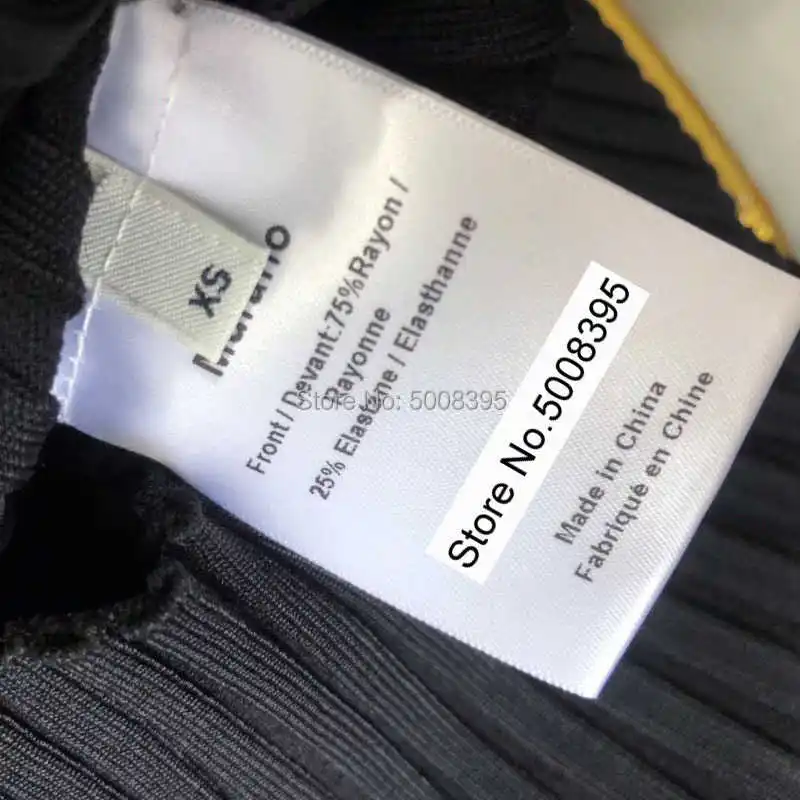 XS
Front / Devant:75%Rayon /
Rayonne
25% Elastane / Elasthanne
Store No: 5008395
Store No.5008395
Made in China
Fabriqué en Chine